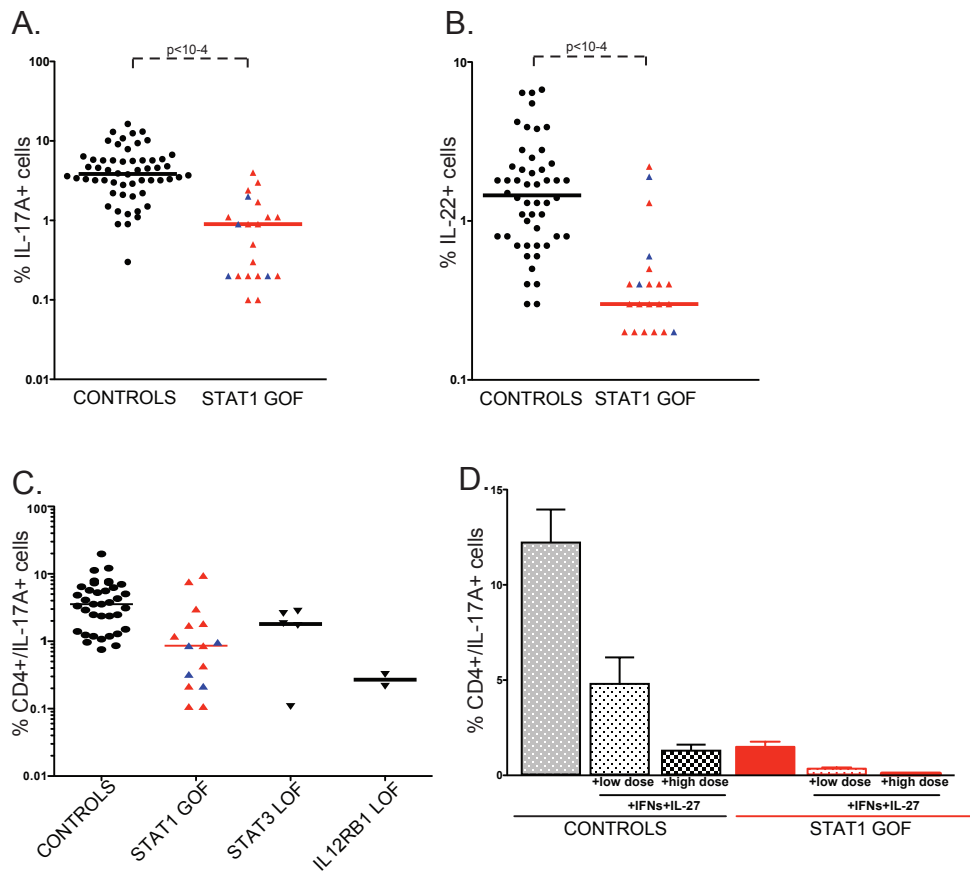 A.
p<10-4
% IL-17A+ cells
100
10
1
0.1
0.01
CONTROLS
STAT1 GOF
B.
p<10-4
% IL-22+ cells
10
1
0.1
CONTROLS
STAT1 GOF
C.
% CD4+/IL-17A+ cells
100
10
1
0.1
0.01
CONTROLS
STAT1 GOF
STAT3 LOF
IL12RB1 LOF
D.
% CD4+/IL-17A+ cells
15
10
5
0
+low dose +high dose
+low dose +high dose
+IFNs+IL-27
+IFNs+IL-27
CONTROLS
STAT1 GOF